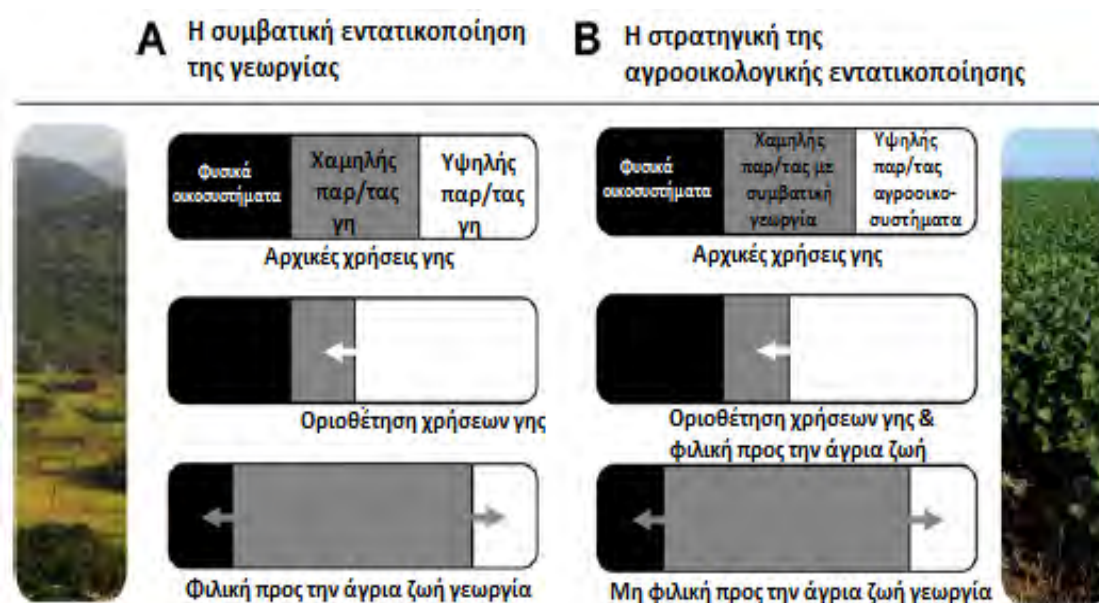 A Η συμβατική εντατικοποίηση
της γεωργίας
B Η στρατηγική της
αγροοικολογικής εντατικοποίησης
Φυσικά
οικοσυστήματα
Χαμηλής
παρ/τας
γη
Υψηλής
παρ/τας
γη
Αρχικές χρήσεις γης
Οριοθέτηση χρήσεων γης
Φιλική προς την άγρια ζωή γεωργία
Φυσικά
οικοσυστήματα
Χαμηλής
παρ/τας με
συμβατική
γεωργία
Υψηλής
παρ/τας
αγροοικο-
συστήματα
Αρχικές χρήσεις γης
Οριοθέτηση χρήσεων γης &
φιλική προς την άγρια ζωή
Μη φιλική προς την άγρια ζωή γεωργία